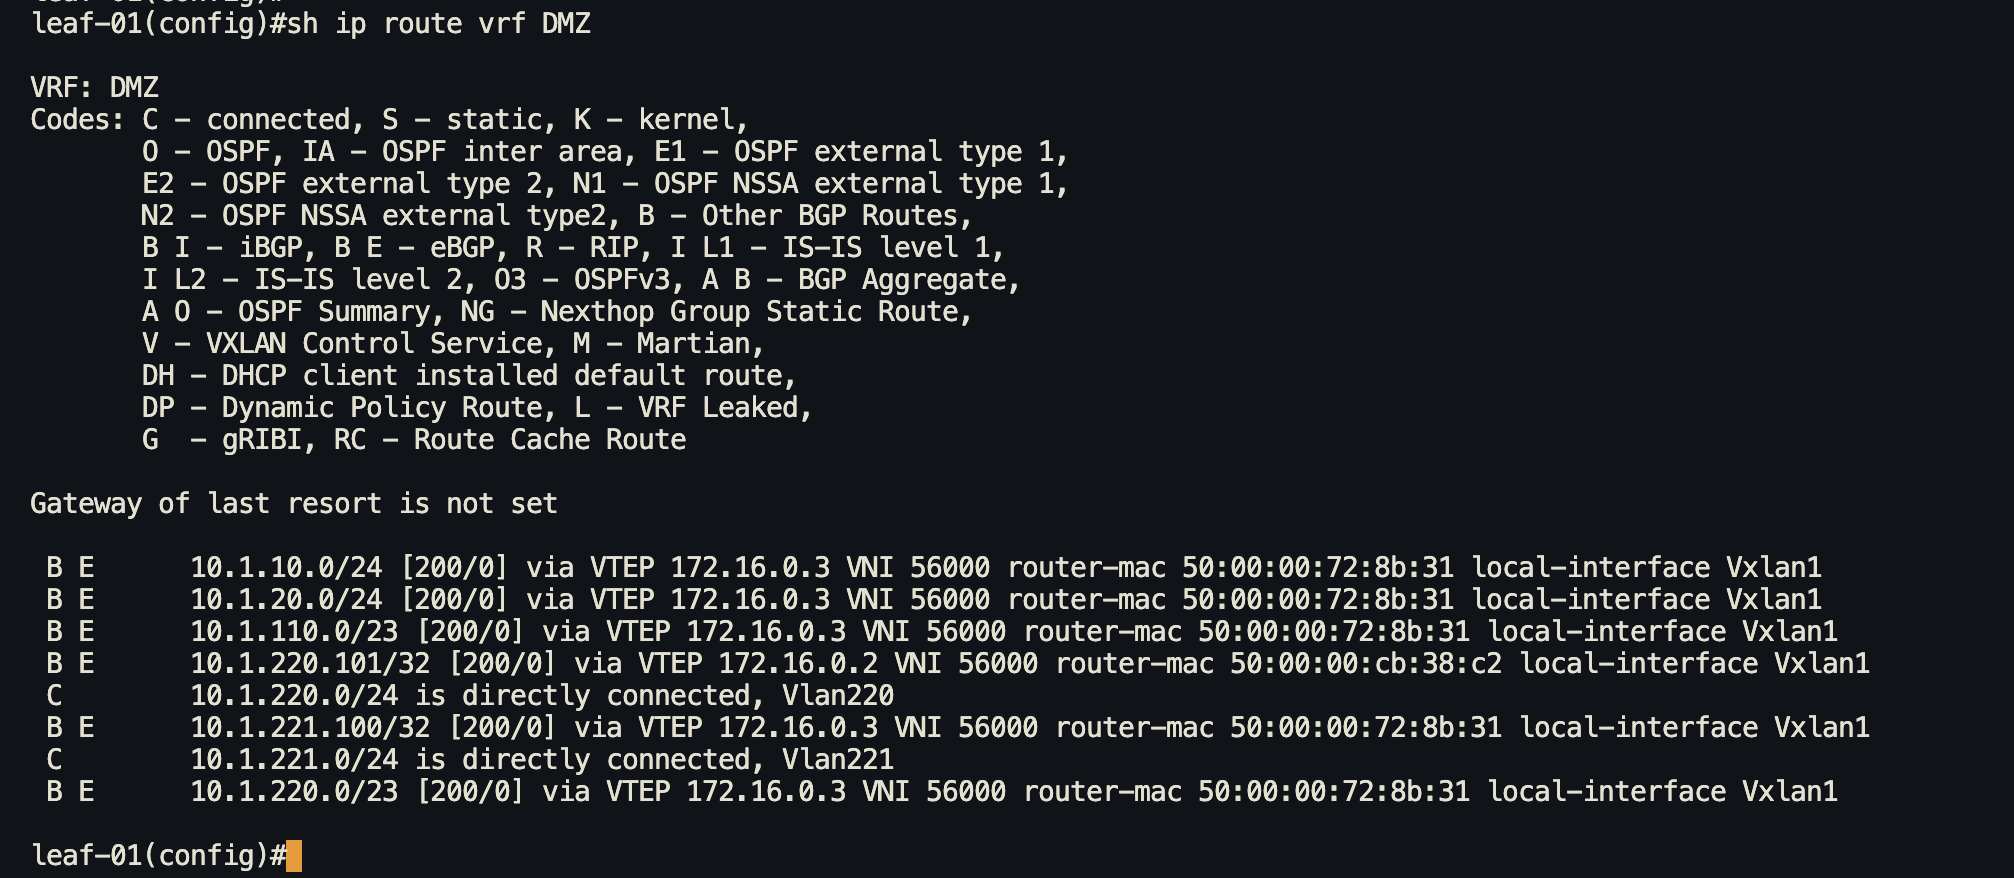 leaf-01(config)#
leaf-01(config)#sh ip route vrf DMZ
VRF: DMZ
Codes: C - connected, S - static, K - kernel,
O - OSPF, IA - OSPF inter area, E1 - OSPF external type 1,
E2 - OSPF external type 2, N1 - OSPF NSSA external type 1,
N2 - OSPF NSSA external type2, B - Other BGP Routes,
B I - iBGP, B E - eBGP, R - RIP, I L1 - IS-IS level 1,
I L2 - IS-IS level 2, O3 - OSPFv3, A B - BGP Aggregate,
A O - OSPF Summary, NG - Nexthop Group Static Route,
V - VXLAN Control Service, M - Martian,
DH - DHCP client installed default route,
DP - Dynamic Policy Route, L - VRF Leaked,
G  - gRIBI, RC - Route Cache Route
Gateway of last resort is not set
B E      10.1.10.0/24 [200/0] via VTEP 172.16.0.3 VNI 56000 router-mac 50:00:00:72:8b:31 local-interface Vxlan1
B E      10.1.20.0/24 [200/0] via VTEP 172.16.0.3 VNI 56000 router-mac 50:00:00:72:8b:31 local-interface Vxlan1
B E      10.1.110.0/23 [200/0] via VTEP 172.16.0.3 VNI 56000 router-mac 50:00:00:72:8b:31 local-interface Vxlan1
B E      10.1.220.101/32 [200/0] via VTEP 172.16.0.2 VNI 56000 router-mac 50:00:00:cb:38:c2 local-interface Vxlan1
C        10.1.220.0/24 is directly connected, Vlan220
B E      10.1.221.100/32 [200/0] via VTEP 172.16.0.3 VNI 56000 router-mac 50:00:00:72:8b:31 local-interface Vxlan1
C        10.1.221.0/24 is directly connected, Vlan221
B E      10.1.220.0/23 [200/0] via VTEP 172.16.0.3 VNI 56000 router-mac 50:00:00:72:8b:31 local-interface Vxlan1
leaf-01(config)#